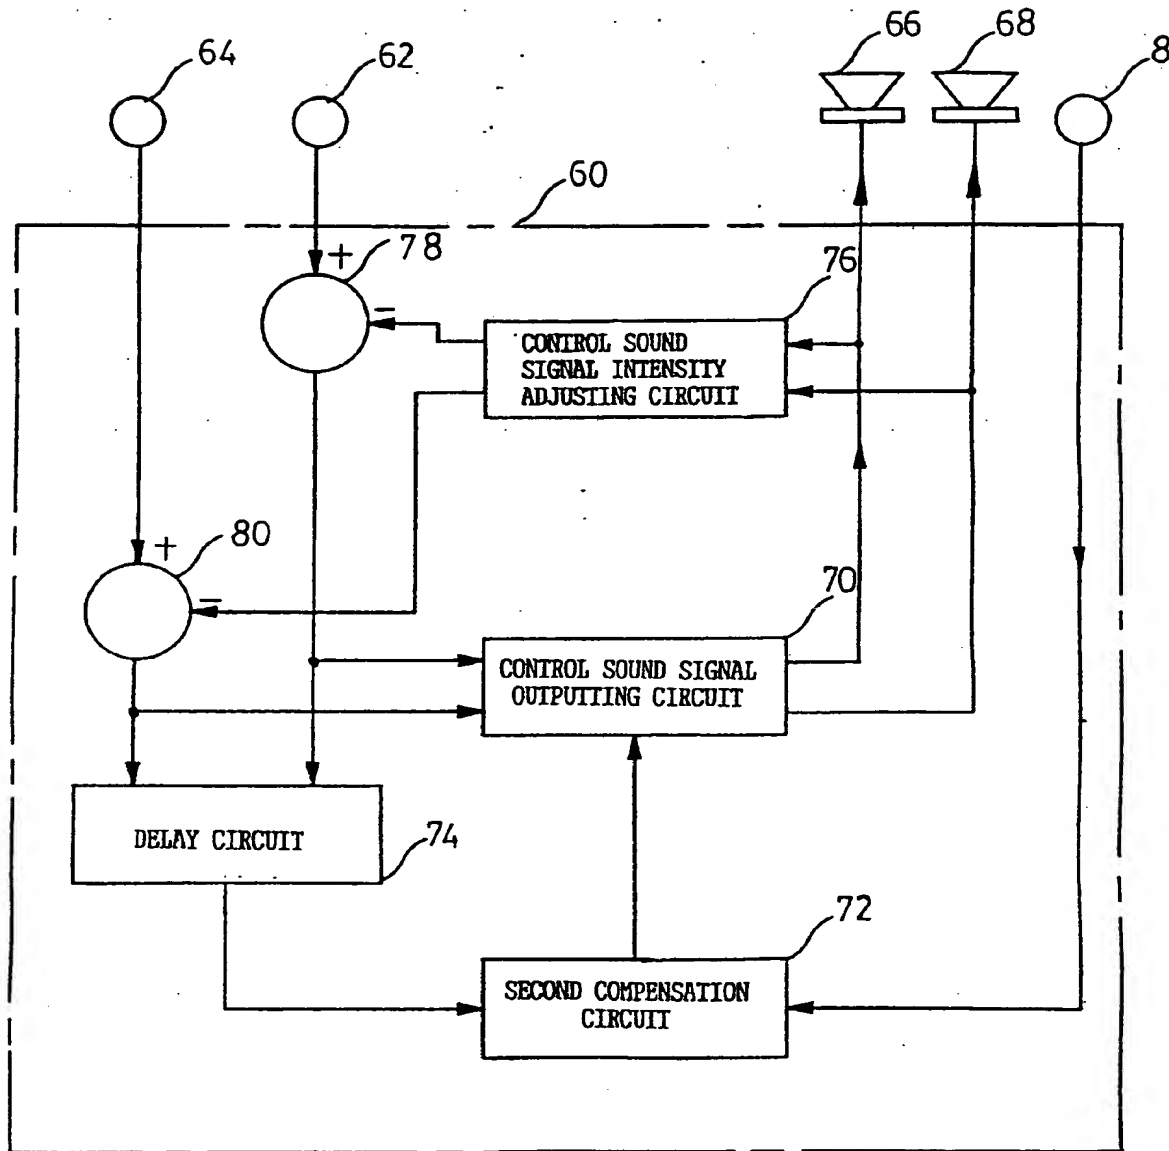 66
68
64
62
8
60
+
78
76
−
CONTROL SOUND
SIGNAL INTENSITY
ADJUSTING CIRCUIT
+
80
−
70
CONTROL SOUND SIGNAL
OUTPUTTING CIRCUIT
DELAY CIRCUIT
74
72
SECOND COMPENSATION
CIRCUIT